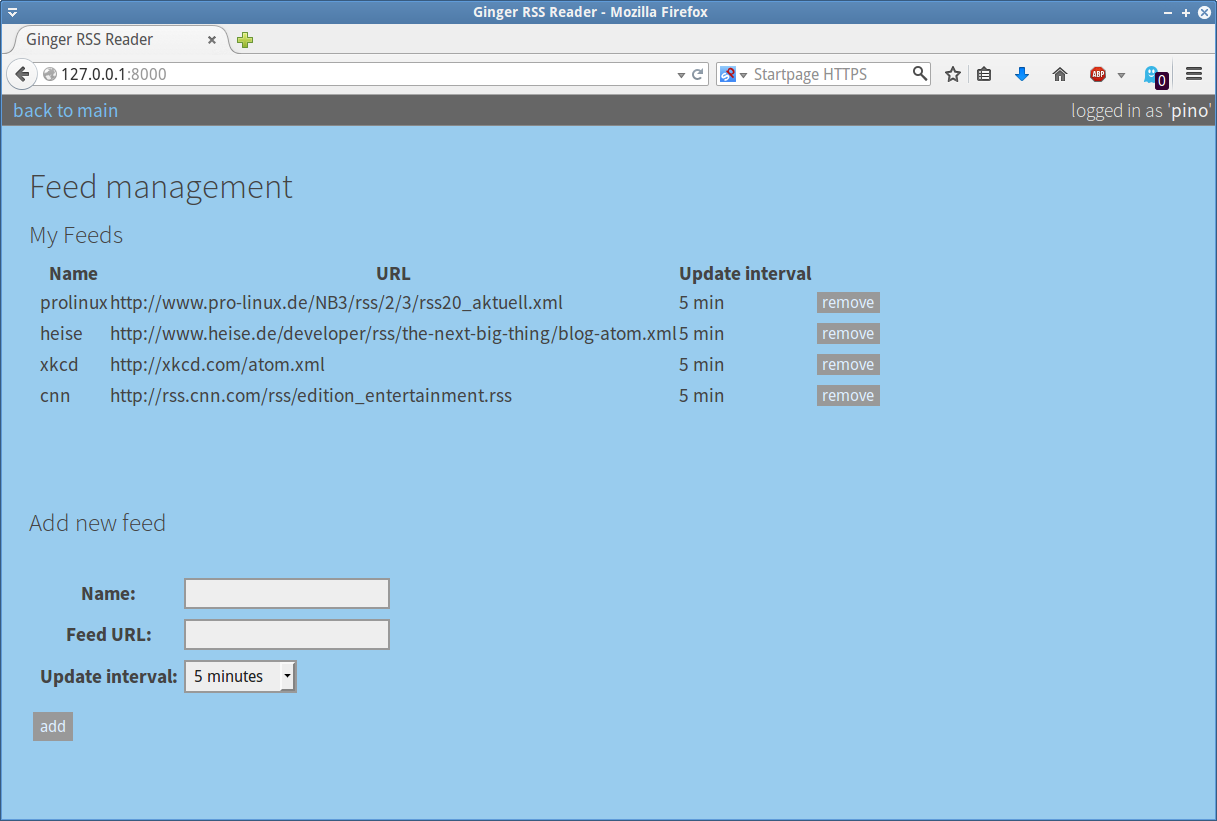 Ginger RSS Reader - Mozilla Firefox
Ginger RSS Reader
127.0.0.1:8000 Startpage HTTPS ABP 0
back to main logged in as 'pino'
Feed management
My Feeds
Name URL Update interval
prolinux http://www.pro-linux.de/NB3/rss/2/3/rss20_aktuell.xml 5 min remove
heise http://www.heise.de/developer/rss/the-next-big-thing/blog-atom.xml 5 min remove
xkcd http://xkcd.com/atom.xml 5 min remove
cnn http://rss.cnn.com/rss/edition_entertainment.rss 5 min remove
Add new feed
Name:
Feed URL:
Update interval: 5 minutes
add